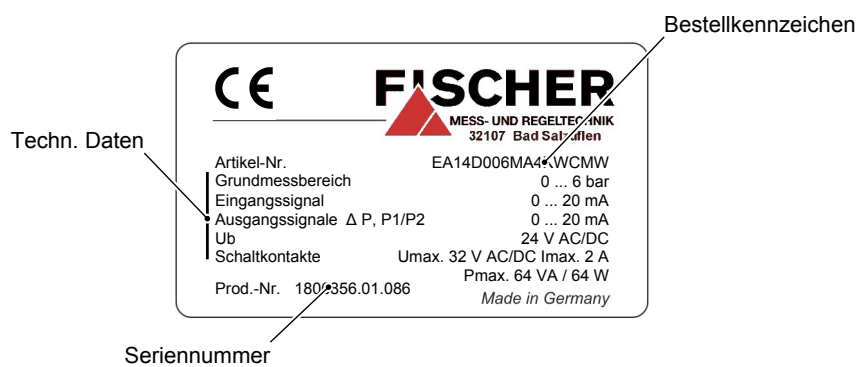 Bestellkennzeichen
CE
FISCHER
MESS- UND REGELTECHNIK
32107 Bad Salzuflen
Techn. Daten
Artikel-Nr. EA14D006MA4KWCMW
Grundmessbereich 0 ... 6 bar
Eingangssignal 0 ... 20 mA
Ausgangssignale Δ P, P1/P2 0 ... 20 mA
Ub 24 V AC/DC
Schaltkontakte Umax. 32 V AC/DC Imax. 2 A
Pmax. 64 VA / 64 W
Prod.-Nr.
Made in Germany
Seriennummer